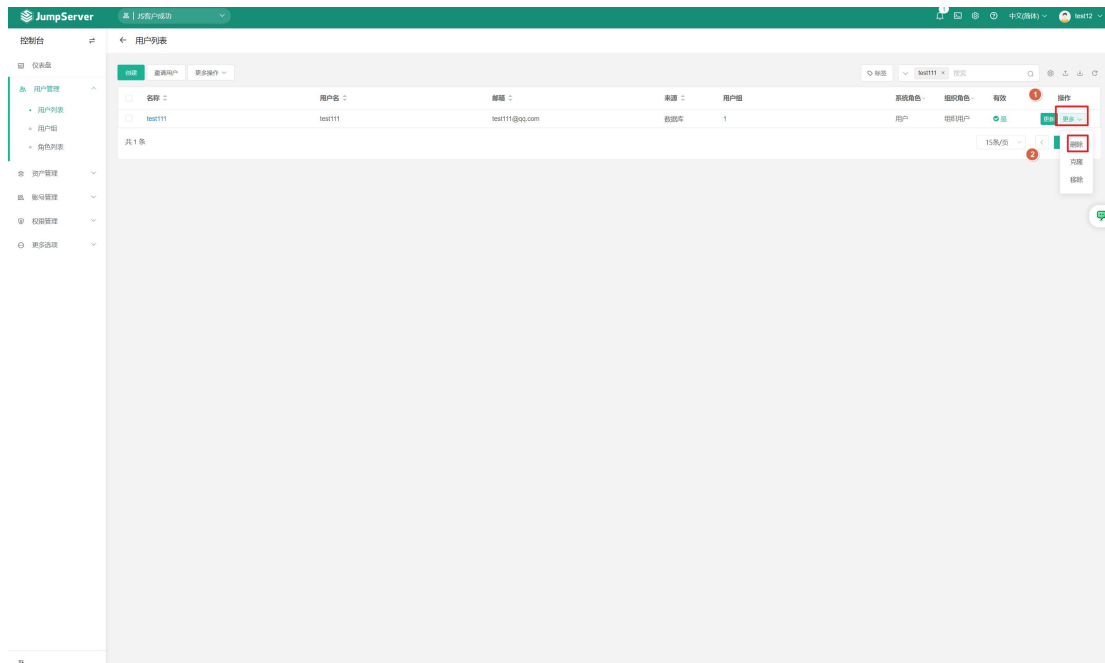 JumpServer JS客户成功 1 中文(简体) test12
控制台 用户列表
仪表盘
创建 邀请用户 更多操作 标签 test111 × 搜索
用户管理
名称 用户名 邮箱 来源 用户组 系统角色 组织角色 有效 1 操作
用户列表
test111 test111 test111@qq.com 数据库 1 用户 组织用户 是 更新 更多
用户组
共 1 条 15条/页 删除
角色列表
2
克隆
资产管理
移除
账号管理
权限管理
更多选项